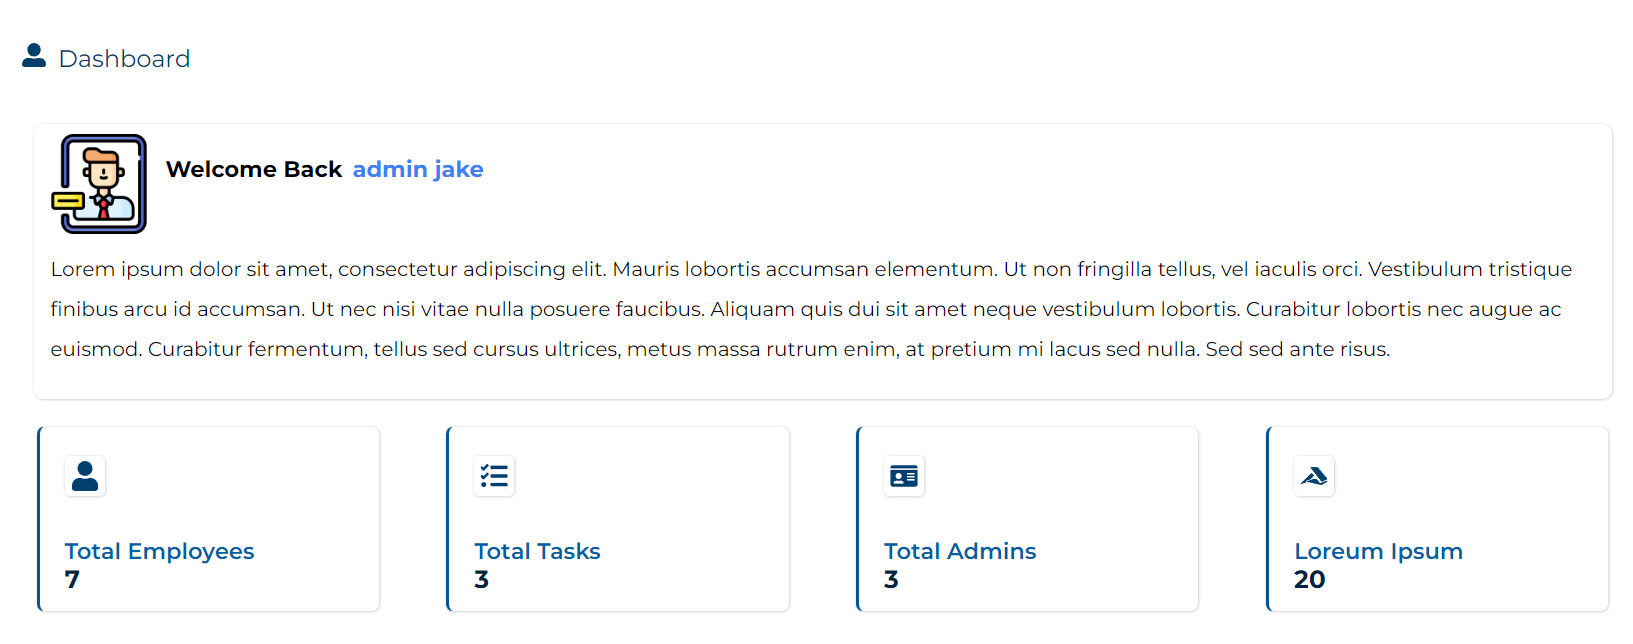 Dashboard
Welcome Back admin jake
Lorem ipsum dolor sit amet, consectetur adipiscing elit. Mauris lobortis accumsan elementum. Ut non fringilla tellus, vel iaculis orci. Vestibulum tristique
finibus arcu id accumsan. Ut nec nisi vitae nulla posuere faucibus. Aliquam quis dui sit amet neque vestibulum lobortis. Curabitur lobortis nec augue ac
euismod. Curabitur fermentum, tellus sed cursus ultrices, metus massa rutrum enim, at pretium mi lacus sed nulla. Sed sed ante risus.
Total Employees
7
Total Tasks
3
Total Admins
3
Loreum Ipsum
20